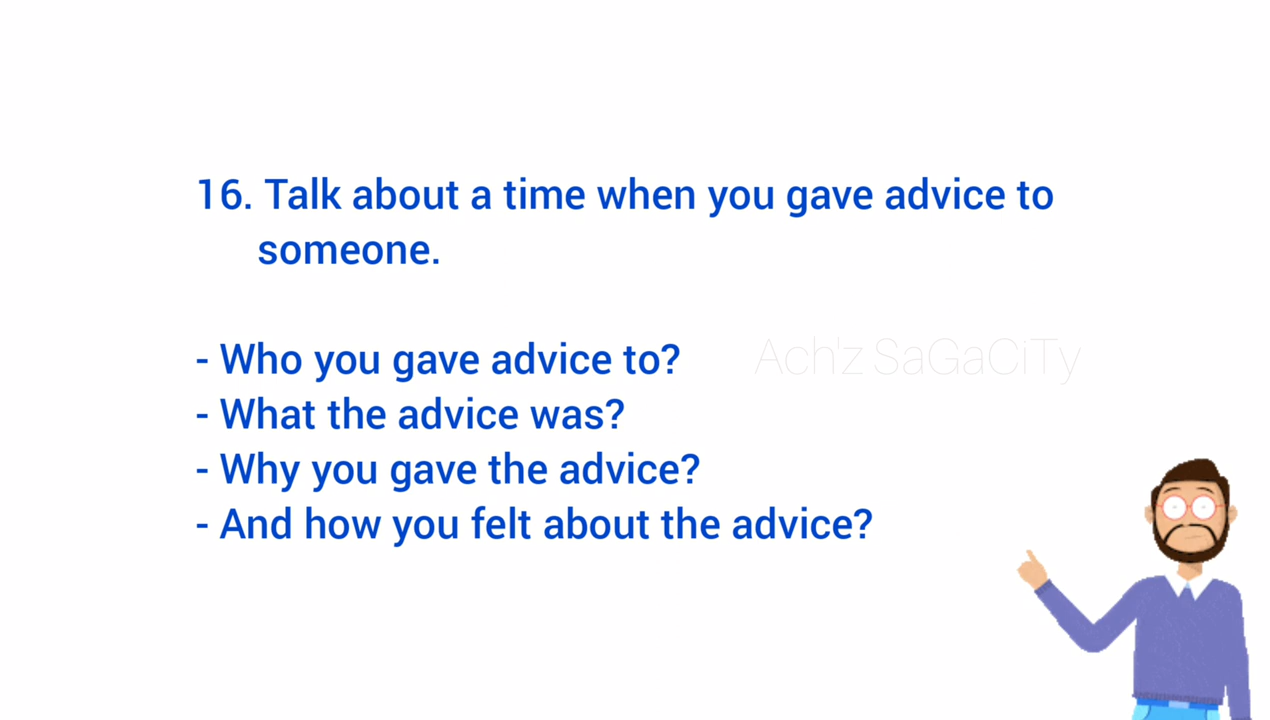 16. Talk about a time when you gave advice to
someone.
- Who you gave advice to?
Ach'z SaGaCiTy
- What the advice was?
- Why you gave the advice?
- And how you felt about the advice?